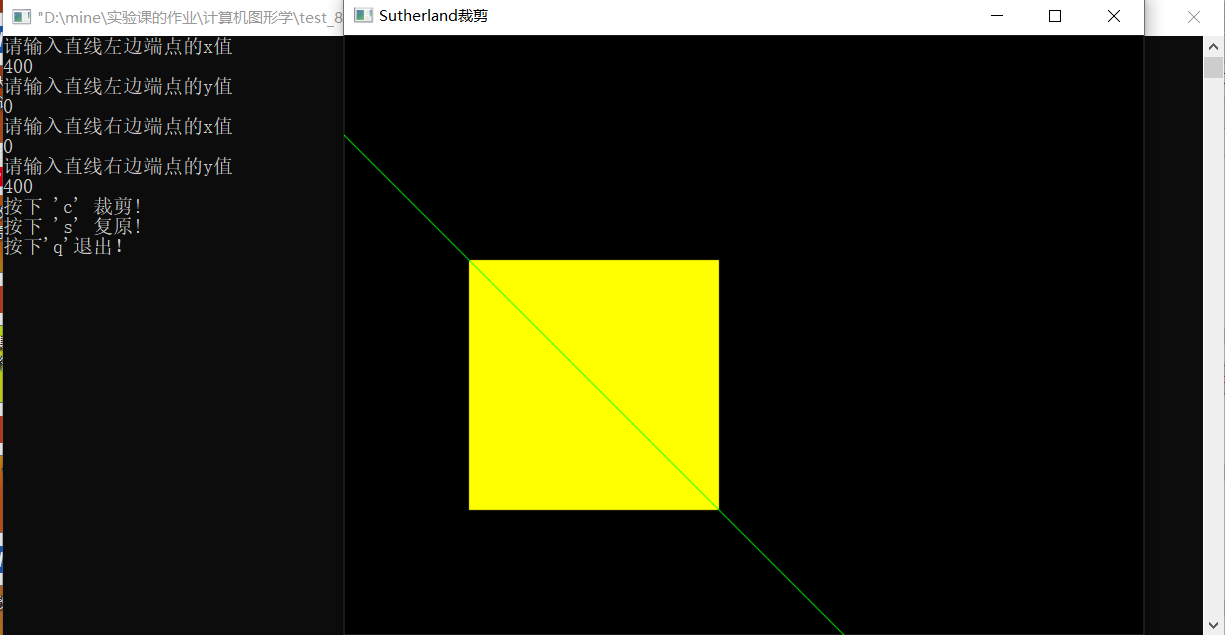 "D:\mine\实验课的作业\计算机图形学\test_8
Sutherland裁剪
请输入直线左边端点的x值
400
请输入直线左边端点的y值
0
请输入直线右边端点的x值
0
请输入直线右边端点的y值
400
按下 'c' 裁剪!
按下 's' 复原!
按下'q'退出!